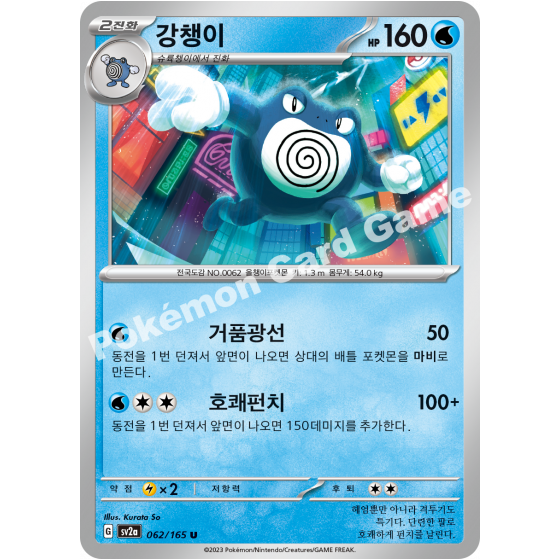 2진화
강챙이
HP 160
슈륙챙이에서 진화
전국도감 NO.0062 올챙이포켓몬 키: 1.3 m 몸무게: 54.0 kg
Pokémon Card Game
거품광선 50
동전을 1번 던져서 앞면이 나오면 상대의 배틀 포켓몬을 마비로
만든다.
호쾌펀치 100+
동전을 1번 던져서 앞면이 나오면 150데미지를 추가한다.
약점 ×2 저항력 후퇴
Illus. Kurata So
G sv2a 062/165 U
헤엄뿐만 아니라 격투기도
특기다. 단련한 팔로
호쾌하게 펀치를 날린다.
©2023 Pokémon/Nintendo/Creatures/GAME FREAK.